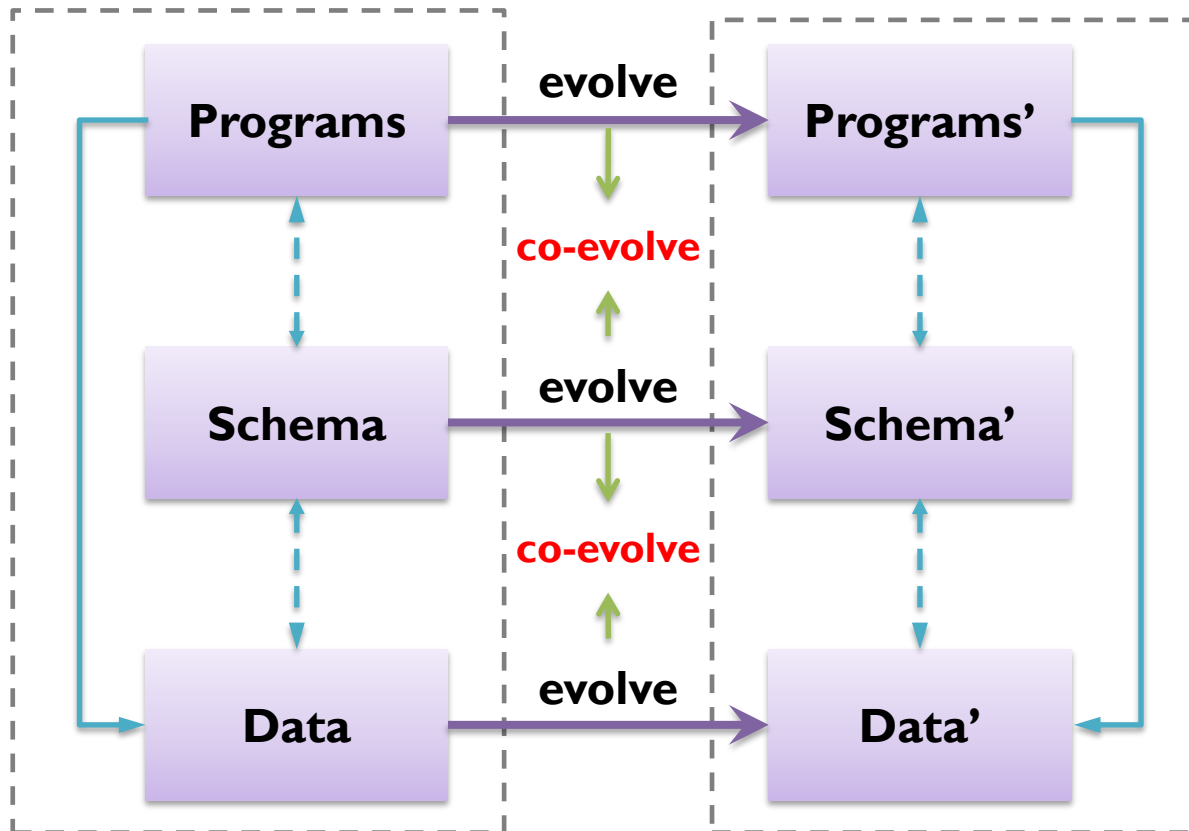 evolve
Programs
Programs’
co-evolve
evolve
Schema
Schema’
co-evolve
evolve
Data
Data’